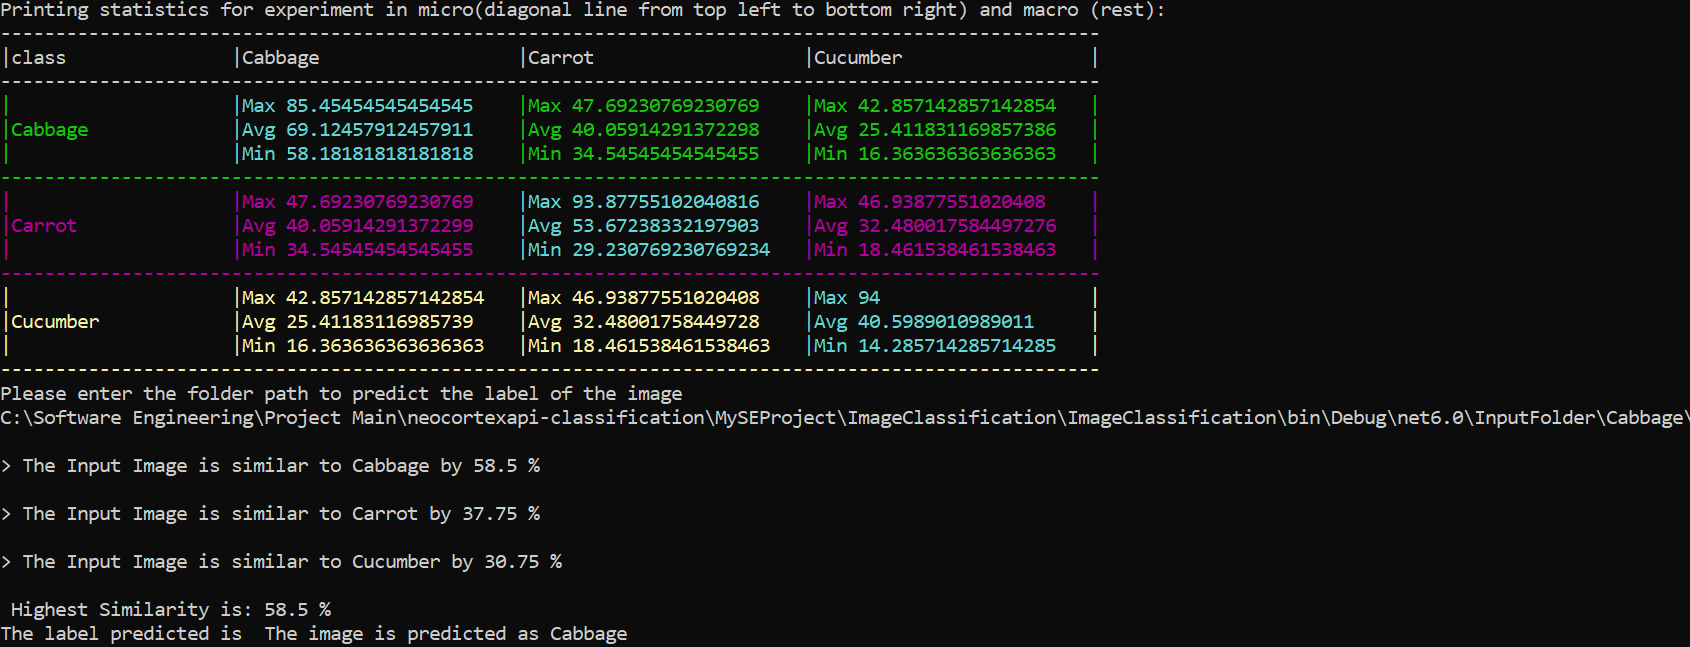 Printing statistics for experiment in micro(diagonal line from top left to bottom right) and macro (rest):
----------------------------------------------------------------------------------------------------
|class               |Cabbage                  |Carrot                   |Cucumber                 |
----------------------------------------------------------------------------------------------------
|                    |Max 85.45454545454545    |Max 47.69230769230769    |Max 42.857142857142854   |
|Cabbage             |Avg 69.12457912457911    |Avg 40.05914291372298    |Avg 25.411831169857386   |
|                    |Min 58.18181818181818    |Min 34.54545454545455    |Min 16.363636363636363   |
----------------------------------------------------------------------------------------------------
|                    |Max 47.69230769230769    |Max 93.87755102040816    |Max 46.93877551020408    |
|Carrot              |Avg 40.05914291372299    |Avg 53.67238332197903    |Avg 32.480017584497276   |
|                    |Min 34.54545454545455    |Min 29.230769230769234   |Min 18.461538461538463   |
----------------------------------------------------------------------------------------------------
|                    |Max 42.857142857142854   |Max 46.93877551020408    |Max 94                   |
|Cucumber            |Avg 25.41183116985739    |Avg 32.48001758449728    |Avg 40.5989010989011     |
|                    |Min 16.363636363636363   |Min 18.461538461538463   |Min 14.285714285714285   |
----------------------------------------------------------------------------------------------------
Please enter the folder path to predict the label of the image
C:\Software Engineering\Project Main\neocortexapi-classification\MySEProject\ImageClassification\ImageClassification\bin\Debug\net6.0\InputFolder\Cabbage\
> The Input Image is similar to Cabbage by 58.5 %
> The Input Image is similar to Carrot by 37.75 %
> The Input Image is similar to Cucumber by 30.75 %
Highest Similarity is: 58.5 %
The label predicted is  The image is predicted as Cabbage